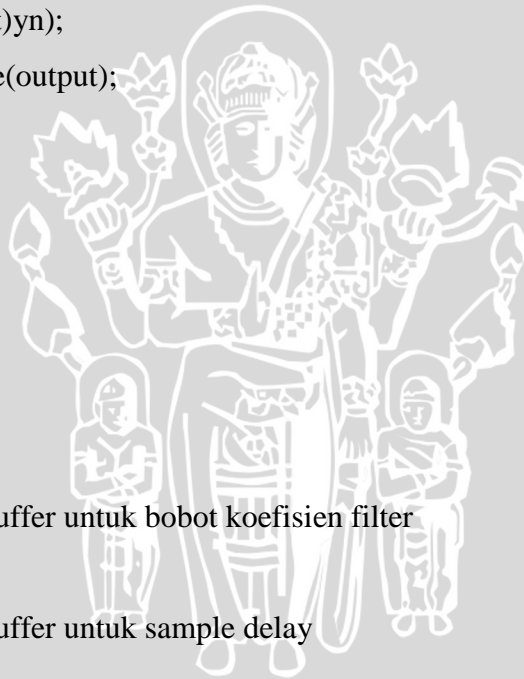 )yn);
e(output);
uffer untuk bobot koefisien filter
uffer untuk sample delay